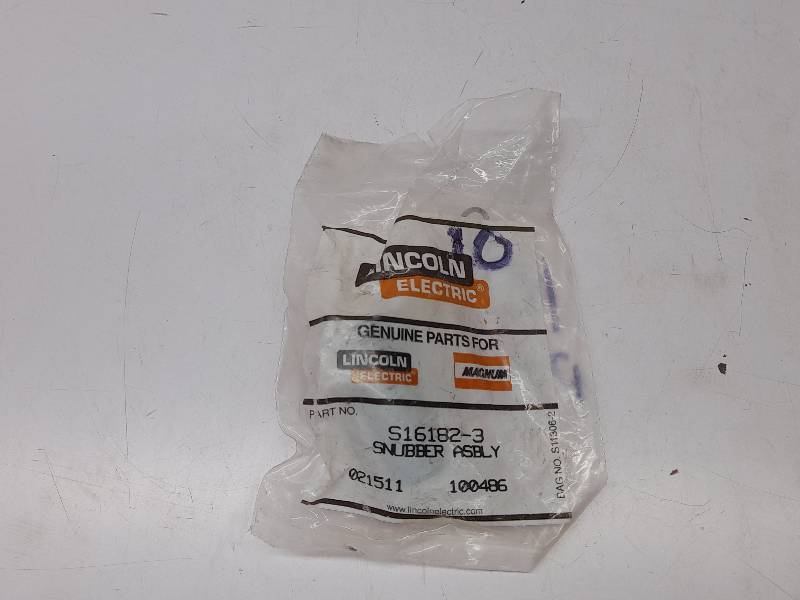 10
LINCOLN
ELECTRIC®
GENUINE PARTS FOR
LINCOLN
ELECTRIC
MAGNUM
PART NO.
S16182-3
SNUBBER ASBLY
021511 100486
www.lincolnelectric.com
BAG NO. S11306-2